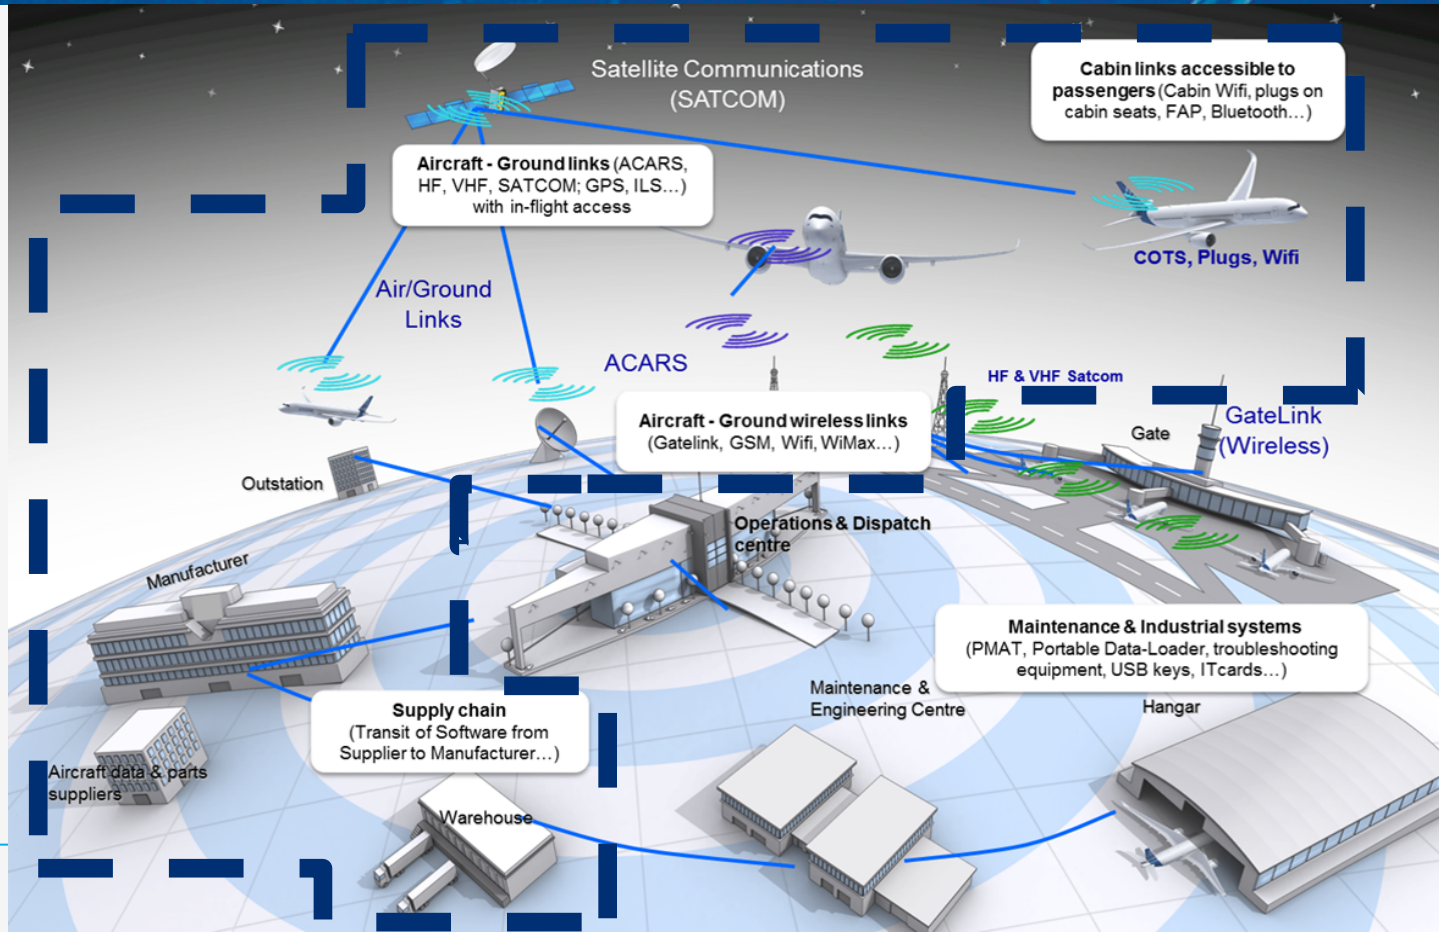 Satellite Communications
(SATCOM)
Cabin links accessible to
passengers (Cabin Wifi, plugs on
cabin seats, FAP, Bluetooth…)
Aircraft - Ground links (ACARS,
HF, VHF, SATCOM; GPS, ILS…)
with in-flight access
COTS, Plugs, Wifi
Air/Ground
Links
ACARS
HF & VHF Satcom
Aircraft - Ground wireless links
(Gatelink, GSM, Wifi, WiMax…)
GateLink
(Wireless)
Gate
Outstation
Operations & Dispatch
centre
Manufacturer
Maintenance & Industrial systems
(PMAT, Portable Data-Loader, troubleshooting
equipment, USB keys, ITcards…)
Maintenance &
Engineering Centre
Hangar
Supply chain
(Transit of Software from
Supplier to Manufacturer…)
Aircraft data & parts
suppliers
Warehouse